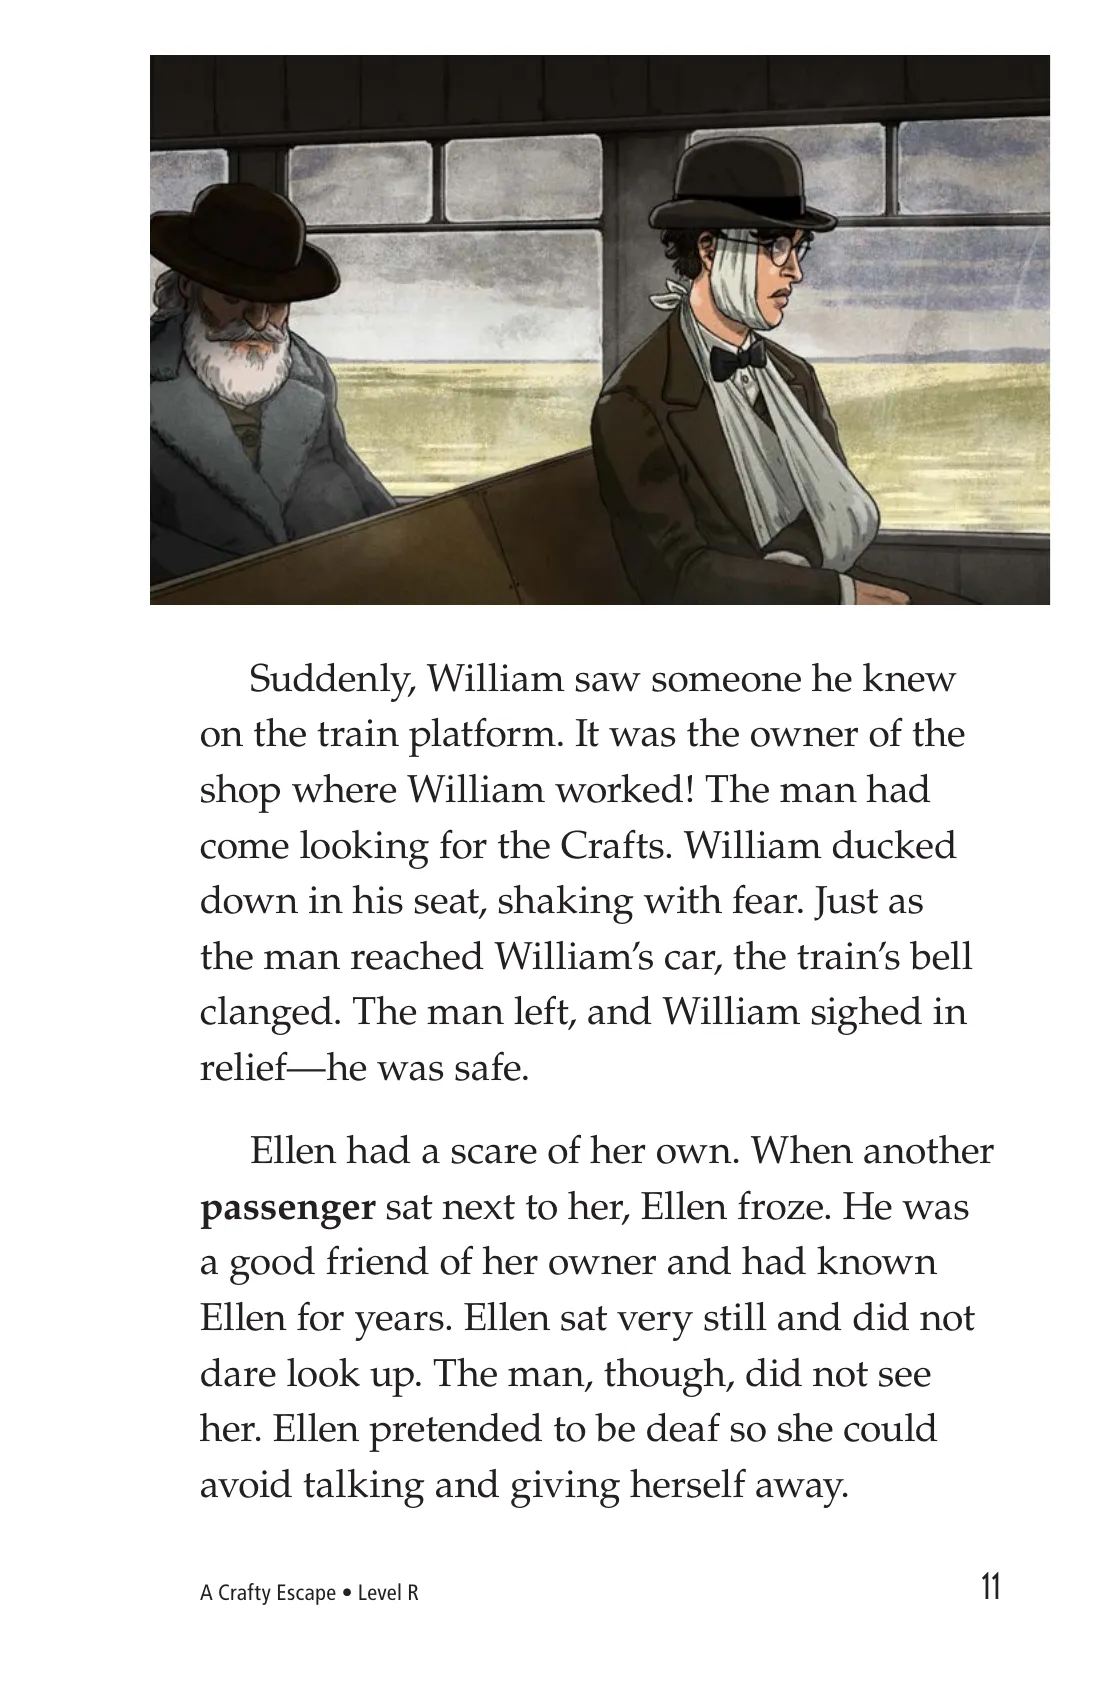 Suddenly, William saw someone he knew
on the train platform. It was the owner of the
shop where William worked! The man had
come looking for the Crafts. William ducked
down in his seat, shaking with fear. Just as
the man reached William’s car, the train’s bell
clanged. The man left, and William sighed in
relief—he was safe.
Ellen had a scare of her own. When another
passenger sat next to her, Ellen froze. He was
a good friend of her owner and had known
Ellen for years. Ellen sat very still and did not
dare look up. The man, though, did not see
her. Ellen pretended to be deaf so she could
avoid talking and giving herself away.
A Crafty Escape • Level R
11